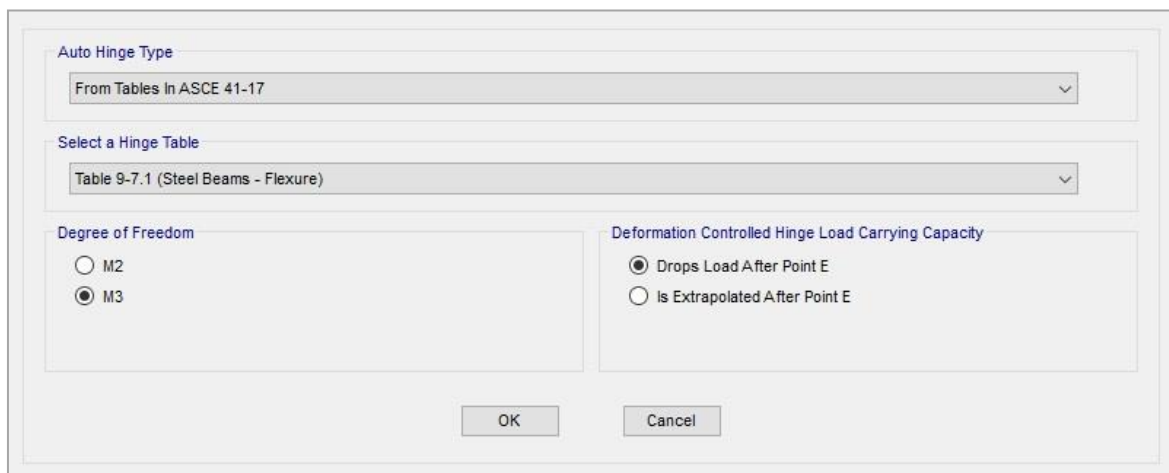 Auto Hinge Type
From Tables In ASCE 41-17
Select a Hinge Table
Table 9-7.1 (Steel Beams - Flexure)
Degree of Freedom
M2
M3
Deformation Controlled Hinge Load Carrying Capacity
Drops Load After Point E
Is Extrapolated After Point E
OK
Cancel